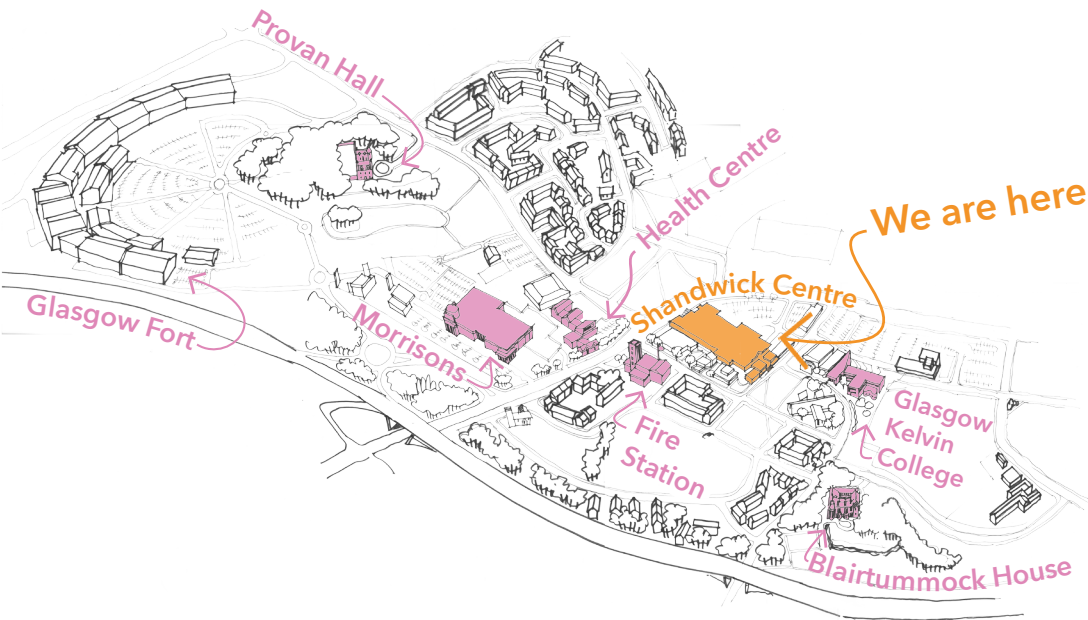 Provan Hall
Health Centre
We are here
Shandwick Centre
Glasgow Fort
Morrisons
Fire
Station
Glasgow
Kelvin
College
Blairtummock House